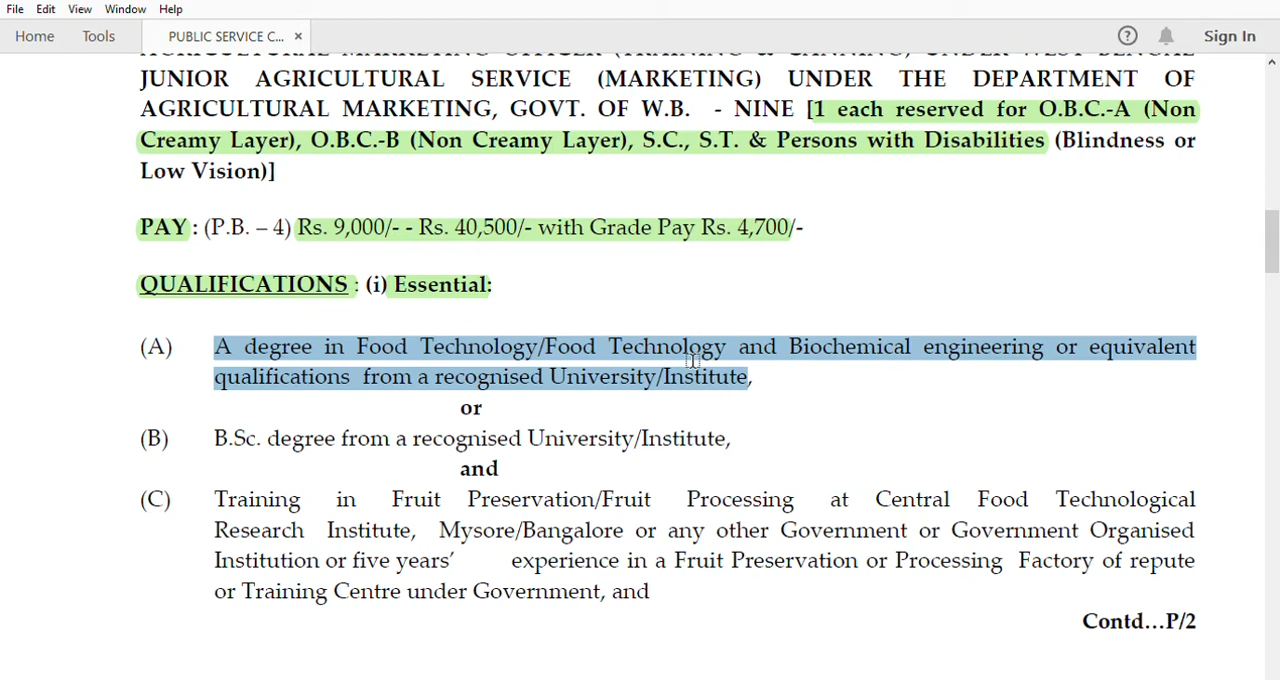 File Edit View Window Help
Home Tools PUBLIC SERVICE C... × ? Sign In
AGRICULTURAL MARKETING OFFICER (TRAINING & CANNING) UNDER WEST BENGAL
JUNIOR AGRICULTURAL SERVICE (MARKETING) UNDER THE DEPARTMENT OF
AGRICULTURAL MARKETING, GOVT. OF W.B. - NINE [1 each reserved for O.B.C.-A (Non
Creamy Layer), O.B.C.-B (Non Creamy Layer), S.C., S.T. & Persons with Disabilities (Blindness or
Low Vision)]
PAY : (P.B. – 4) Rs. 9,000/- - Rs. 40,500/- with Grade Pay Rs. 4,700/-
QUALIFICATIONS : (i) Essential:
(A) A degree in Food Technology/Food Technology and Biochemical engineering or equivalent
qualifications from a recognised University/Institute,
or
(B) B.Sc. degree from a recognised University/Institute,
and
(C) Training in Fruit Preservation/Fruit Processing at Central Food Technological
Research Institute, Mysore/Bangalore or any other Government or Government Organised
Institution or five years’ experience in a Fruit Preservation or Processing Factory of repute
or Training Centre under Government, and
Contd…P/2